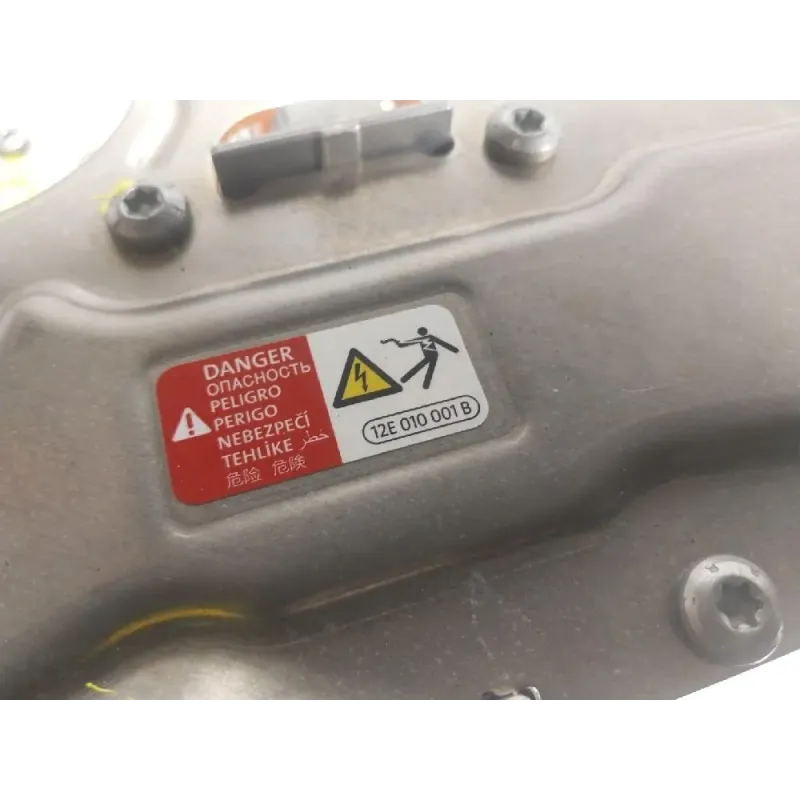 DANGER
ОПАСНОСТЬ
PELIGRO
PERIGO
NEBEZPEČÍ
TEHLİKE خطر
危险 危険
12E 010 001 B